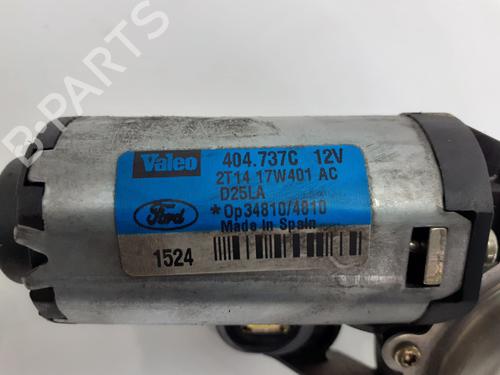 B-PARTS
Valeo 404.737C 12V
2T14 17W401 AC
D25LA
*Op34810/4810
Made in Spain
Ford
1524